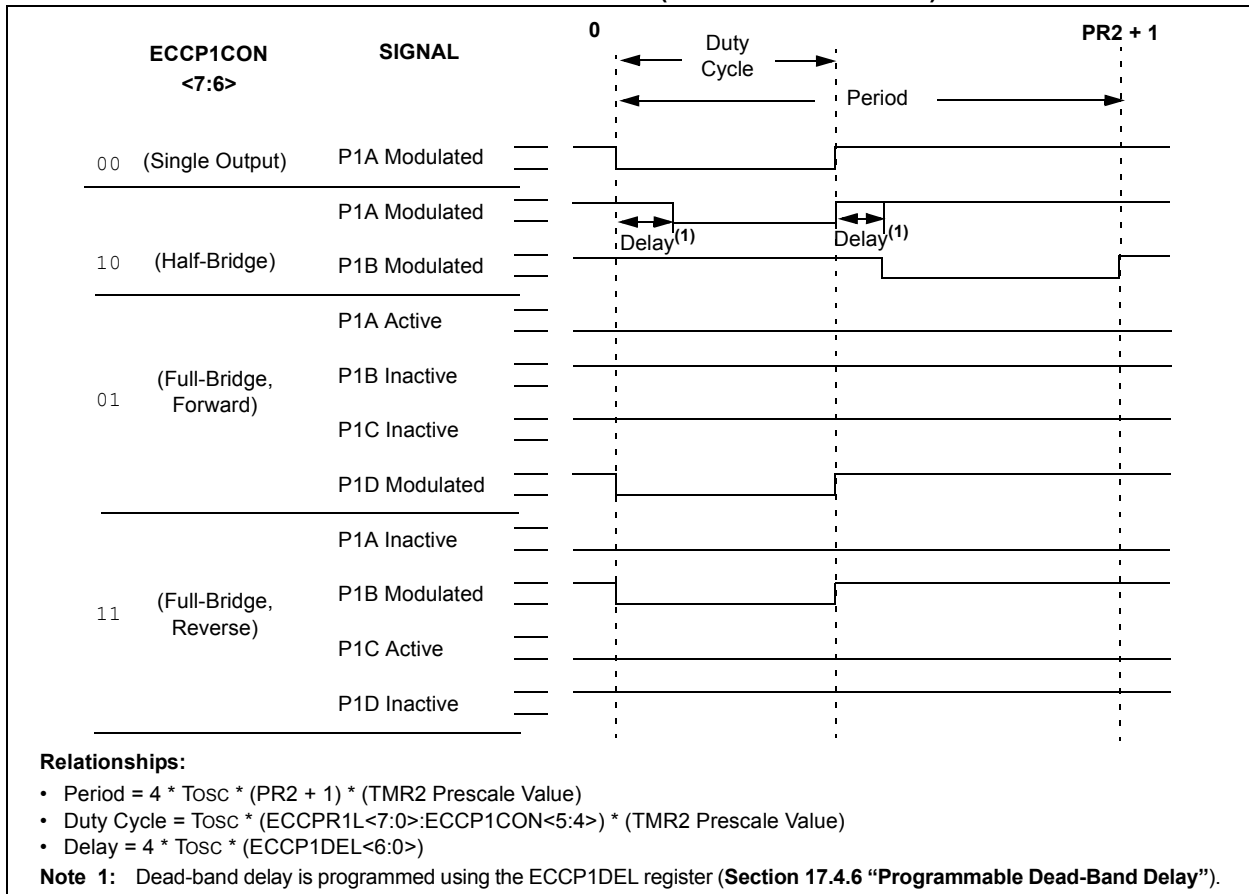 0
PR2 + 1
ECCP1CON
<7:6>
SIGNAL
Duty
Cycle
Period
00 (Single Output) P1A Modulated
P1A Modulated
Delay(1)
Delay(1)
10 (Half-Bridge) P1B Modulated
P1A Active
01 (Full-Bridge,
Forward)
P1B Inactive
P1C Inactive
P1D Modulated
P1A Inactive
11 (Full-Bridge,
Reverse)
P1B Modulated
P1C Active
P1D Inactive
Relationships:
• Period = 4 * TOSC * (PR2 + 1) * (TMR2 Prescale Value)
• Duty Cycle = TOSC * (ECCPR1L<7:0>:ECCP1CON<5:4>) * (TMR2 Prescale Value)
• Delay = 4 * TOSC * (ECCP1DEL<6:0>)
Note 1: Dead-band delay is programmed using the ECCP1DEL register (Section 17.4.6 “Programmable Dead-Band Delay”).